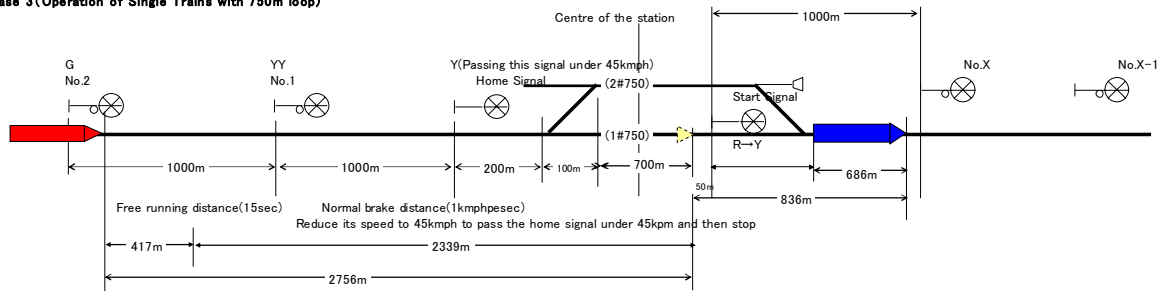 ase 3(Operation of Single Trains with 750m loop)
Centre of the station
1000m
G
No.2
YY
No.1
Y(Passing this signal under 45kmph)
Home Signal
(2#750)
No.X
No.X-1
Start Signal
(1#750)
R→Y
1000m
1000m
200m
100m
700m
686m
50m
836m
Free running distance(15sec)
Normal brake distance(1kmphpesec)
Reduce its speed to 45kmph to pass the home signal under 45kpm and then stop
417m
2339m
2756m